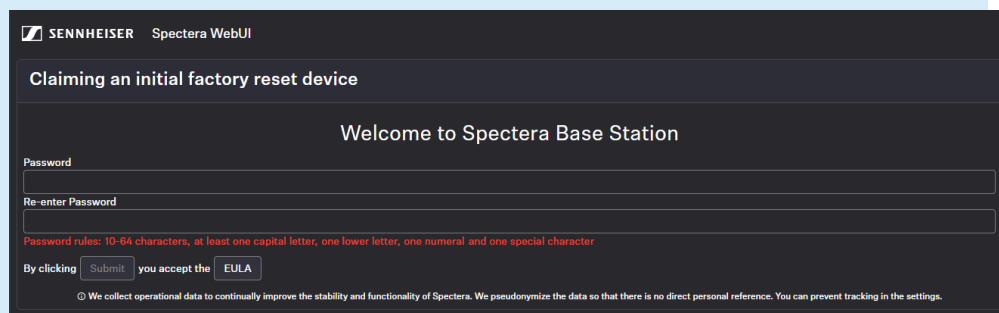 SENNHEISER Spectera WebUI
Claiming an initial factory reset device
Welcome to Spectera Base Station
Password
Re-enter Password
Password rules: 10-64 characters, at least one capital letter, one lower letter, one numeral and one special character
By clicking Submit you accept the EULA
We collect operational data to continually improve the stability and functionality of Spectera. We pseudonymize the data so that there is no direct personal reference. You can prevent tracking in the settings.